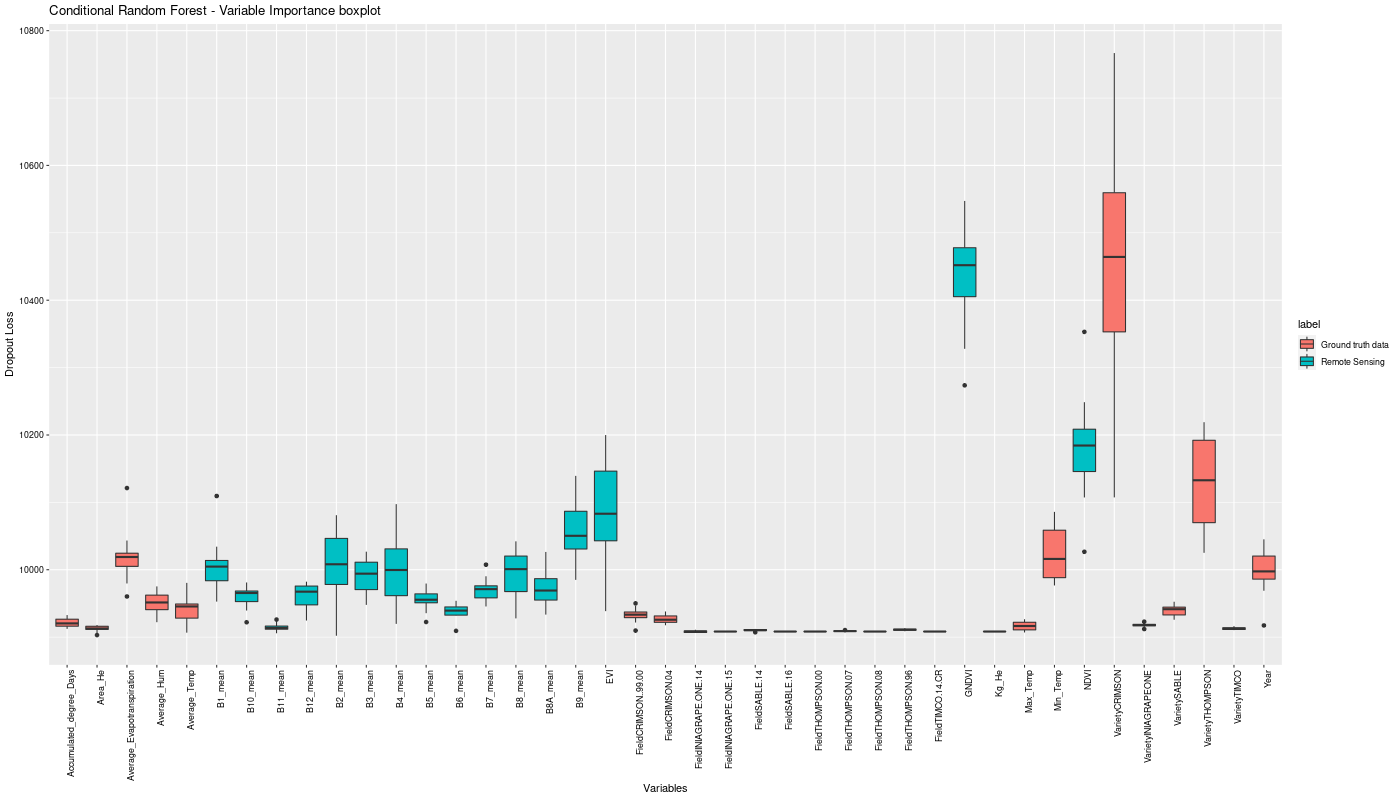 Conditional Random Forest - Variable Importance boxplot
10800
10600
10400
10200
10000
Dropout Loss
Accumulated_degree_Days
Area_He
Average_Evapotranspiration
Average_Hum
Average_Temp
B1_mean
B10_mean
B11_mean
B12_mean
B2_mean
B3_mean
B4_mean
B5_mean
B6_mean
B7_mean
B8_mean
B8A_mean
B9_mean
EVI
FieldCRIMSON..99.00
FieldCRIMSON.04
FieldINIAGRAPE.ONE.14
FieldINIAGRAPE.ONE.15
FieldSABLE.14
FieldSABLE.16
FieldTHOMPSON.00
FieldTHOMPSON.07
FieldTHOMPSON.08
FieldTHOMPSON.96
FieldTIMCO.14.CR
GNDVI
Kg_He
Max_Temp
Min_Temp
NDVI
VarietyCRIMSON
VarietyINIAGRAPEONE
VarietySABLE
VarietyTHOMPSON
VarietyTIMCO
Year
Variables
label
Ground truth data
Remote Sensing